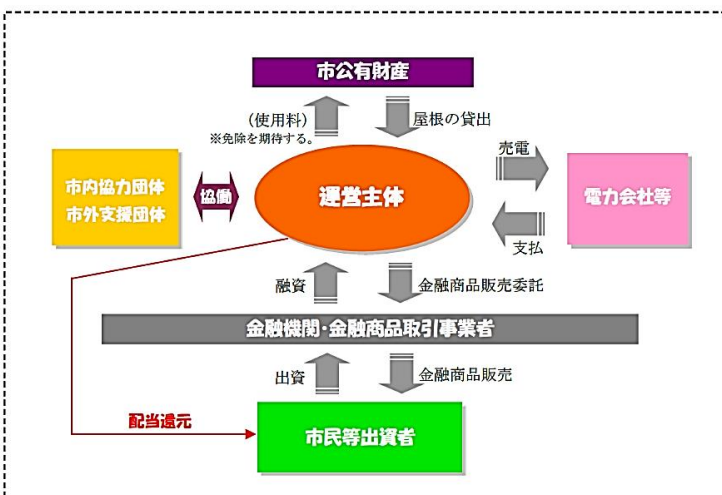 市公有財産
(使用料)
※免除を期待する。
屋根の貸出
売電
市内協力団体
市外支援団体
協働
運営主体
電力会社等
支払
融資
金融商品販売委託
金融機関・金融商品取引事業者
出資
金融商品販売
配当還元
市民等出資者